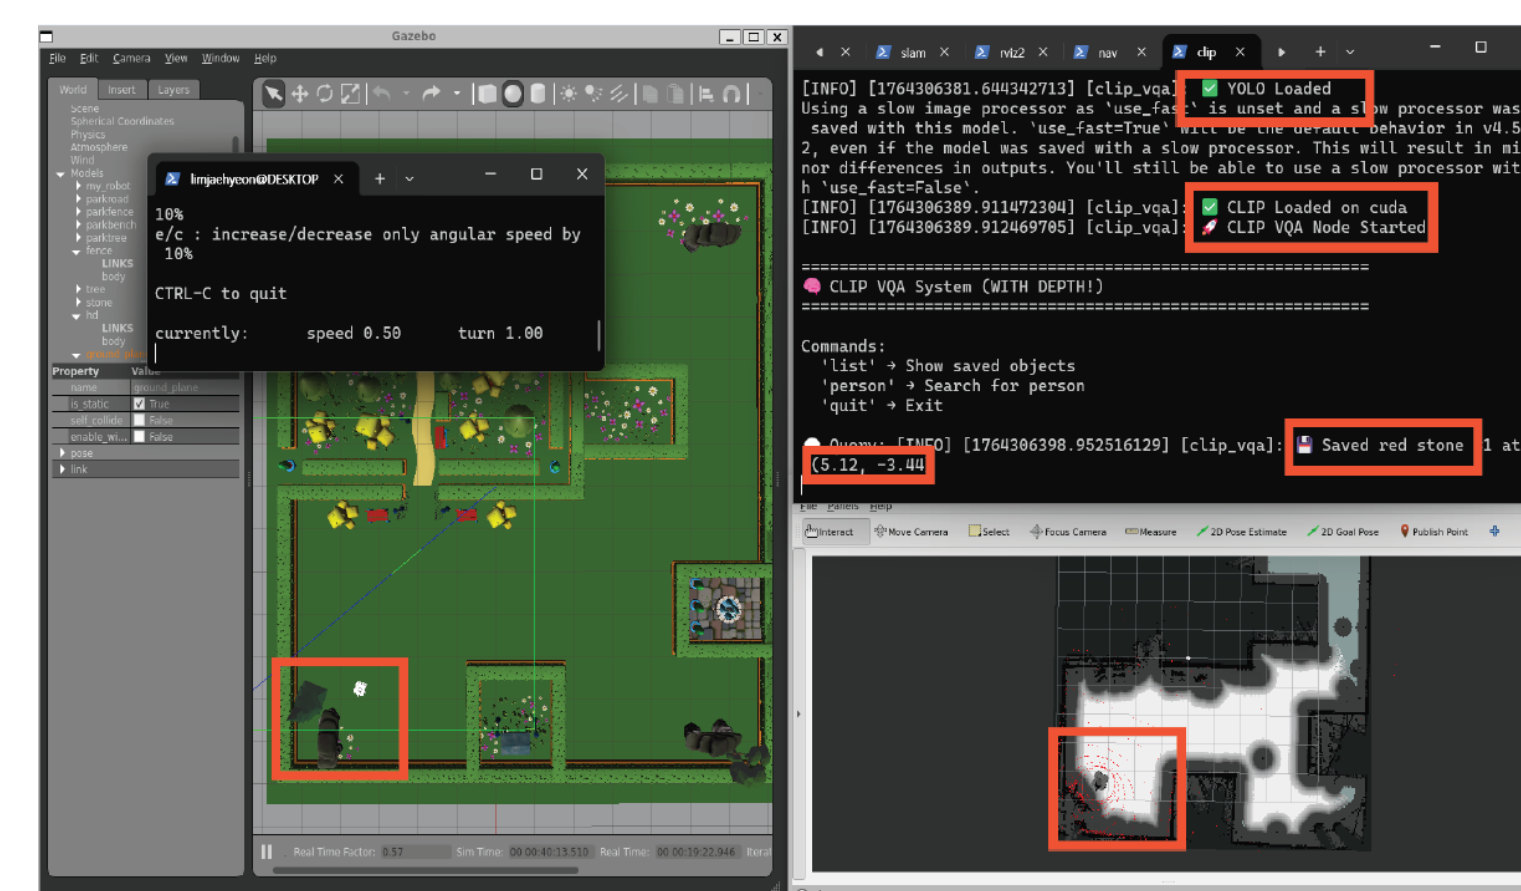 Gazebo
File Edit Camera View Window Help
World Insert Layers
Scene
Spherical Coordinates
Physics
Atmosphere
Wind
Models
my_robot
parkroad
parkfence
parkbench
parktree
fence
LINKS
body
tree
stone
hd
LINKS
body
ground_plan
Property Value
name ground_plane
is_static True
self_collide False
enable_wi... False
pose
link
limjaehyeon@DESKTOP
10%
e/c : increase/decrease only angular speed by
10%
CTRL-C to quit
currently: speed 0.50 turn 1.00
Real Time Factor: 0.57 Sim Time: 00 00:40:13.510 Real Time: 00 00:19:22.946 Iterat
slam rviz2 nav clip
[INFO] [1764306381.644342713] [clip_vqa]: ✅ YOLO Loaded
Using a slow image processor as `use_fast` is unset and a slow processor was
saved with this model. `use_fast=True` will be the default behavior in v4.5
2, even if the model was saved with a slow processor. This will result in mi
nor differences in outputs. You'll still be able to use a slow processor wit
h `use_fast=False`.
[INFO] [1764306389.911472304] [clip_vqa]: ✅ CLIP Loaded on cuda
[INFO] [1764306389.912469705] [clip_vqa]: 🚀 CLIP VQA Node Started
======================================================================
🧠 CLIP VQA System (WITH DEPTH!)
======================================================================
Commands:
'list' → Show saved objects
'person' → Search for person
'quit' → Exit
Query: [INFO] [1764306398.952516129] [clip_vqa]: 💾 Saved red stone 1 at
(5.12, -3.44
File Panels Help
Interact Move Camera Select Focus Camera Measure 2D Pose Estimate 2D Goal Pose Publish Point